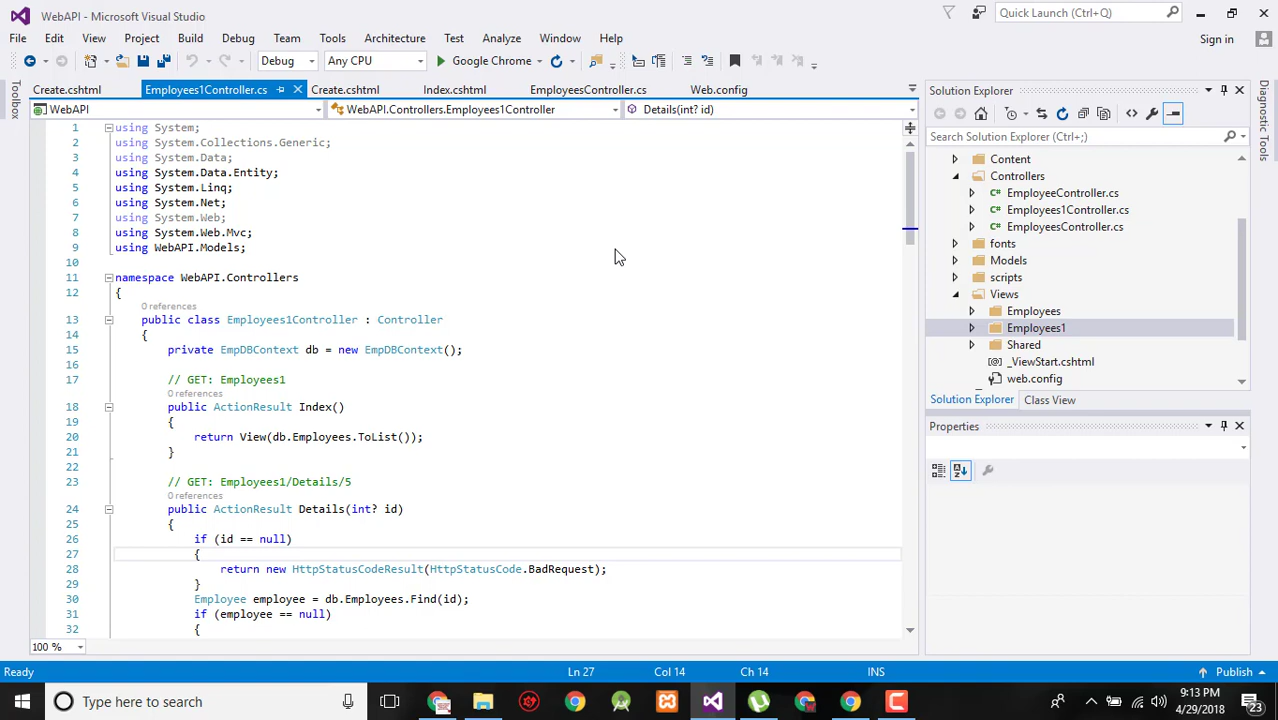 WebAPI - Microsoft Visual Studio
Quick Launch (Ctrl+Q)
File Edit View Project Build Debug Team Tools Architecture Test Analyze Window Help
Sign in
Debug Any CPU Google Chrome
Toolbox
Create.cshtml Employees1Controller.cs Create.cshtml Index.cshtml EmployeesController.cs Web.config
WebAPI WebAPI.Controllers.Employees1Controller Details(int? id)
1 using System;
2 using System.Collections.Generic;
3 using System.Data;
4 using System.Data.Entity;
5 using System.Linq;
6 using System.Net;
7 using System.Web;
8 using System.Web.Mvc;
9 using WebAPI.Models;
10
11 namespace WebAPI.Controllers
12 {
0 references
13 public class Employees1Controller : Controller
14 {
15 private EmpDBContext db = new EmpDBContext();
16
17 // GET: Employees1
0 references
18 public ActionResult Index()
19 {
20 return View(db.Employees.ToList());
21 }
22
23 // GET: Employees1/Details/5
0 references
24 public ActionResult Details(int? id)
25 {
26 if (id == null)
27 {
28 return new HttpStatusCodeResult(HttpStatusCode.BadRequest);
29 }
30 Employee employee = db.Employees.Find(id);
31 if (employee == null)
32 {
100 %
Solution Explorer
Search Solution Explorer (Ctrl+;)
Content
Controllers
C# EmployeeController.cs
C# Employees1Controller.cs
C# EmployeesController.cs
fonts
Models
scripts
Views
Employees
Employees1
Shared
_ViewStart.cshtml
web.config
Solution Explorer Class View
Properties
Diagnostic Tools
Ready Ln 27 Col 14 Ch 14 INS Publish
Type here to search
9:13 PM
4/29/2018
23